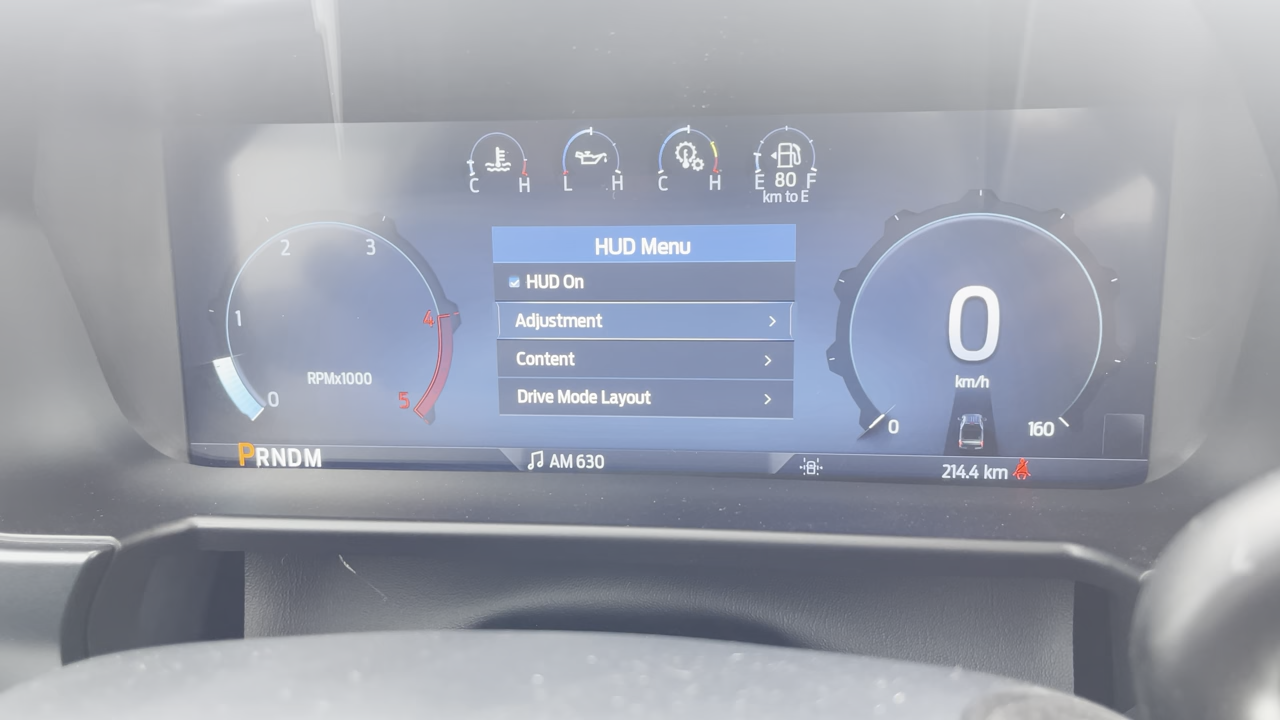 C H
L H
C H
E 80 F
km to E
HUD Menu
HUD On
Adjustment
Content
Drive Mode Layout
0
1
2
3
4
5
RPMx1000
0
km/h
0
160
PRNDM
AM 630
214.4 km